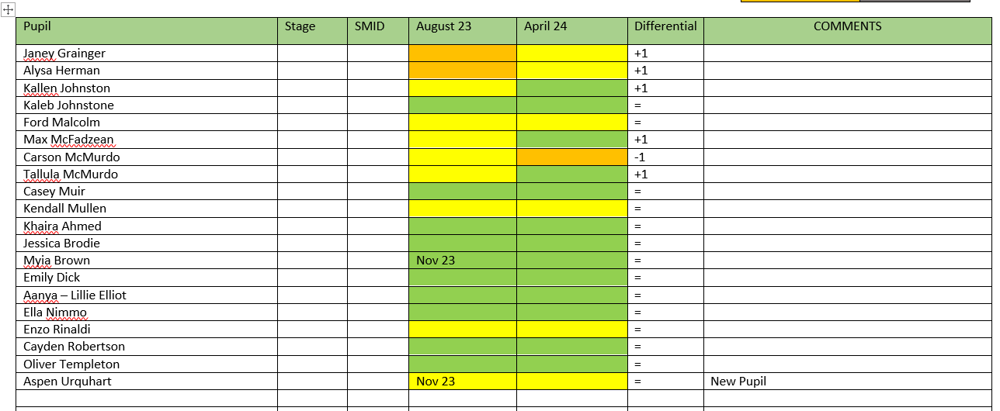 Pupil Stage SMID August 23 April 24 Differential COMMENTS
Janey Grainger +1
Alysa Herman +1
Kallen Johnston +1
Kaleb Johnstone =
Ford Malcolm =
Max McFadzean +1
Carson McMurdo -1
Tallula McMurdo +1
Casey Muir =
Kendall Mullen =
Khaira Ahmed =
Jessica Brodie =
Myia Brown Nov 23 =
Emily Dick =
Aanya – Lillie Elliot =
Ella Nimmo =
Enzo Rinaldi =
Cayden Robertson =
Oliver Templeton =
Aspen Urquhart Nov 23 = New Pupil